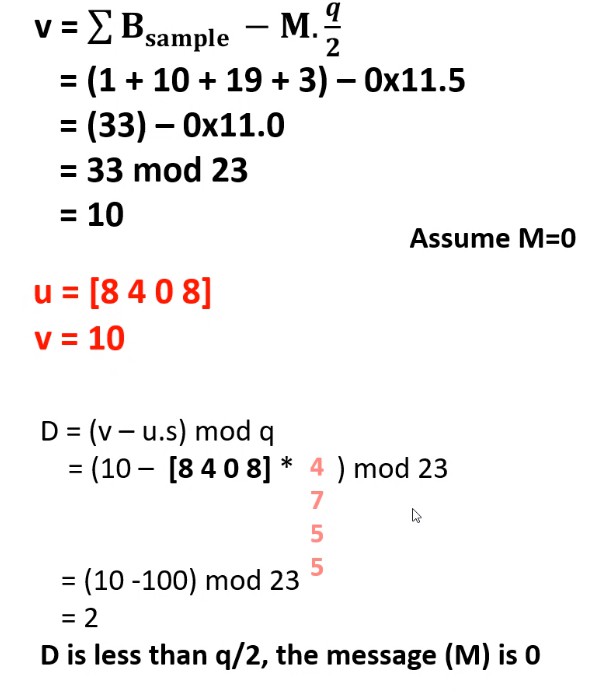 v = ∑ B_sample − M. q/2
= (1 + 10 + 19 + 3) – 0x11.5
= (33) – 0x11.0
= 33 mod 23
= 10
Assume M=0
u = [8 4 0 8]
v = 10
D = (v – u.s) mod q
= (10 – [8 4 0 8] * 4 ) mod 23
7
5
5
= (10 -100) mod 23
= 2
D is less than q/2, the message (M) is 0